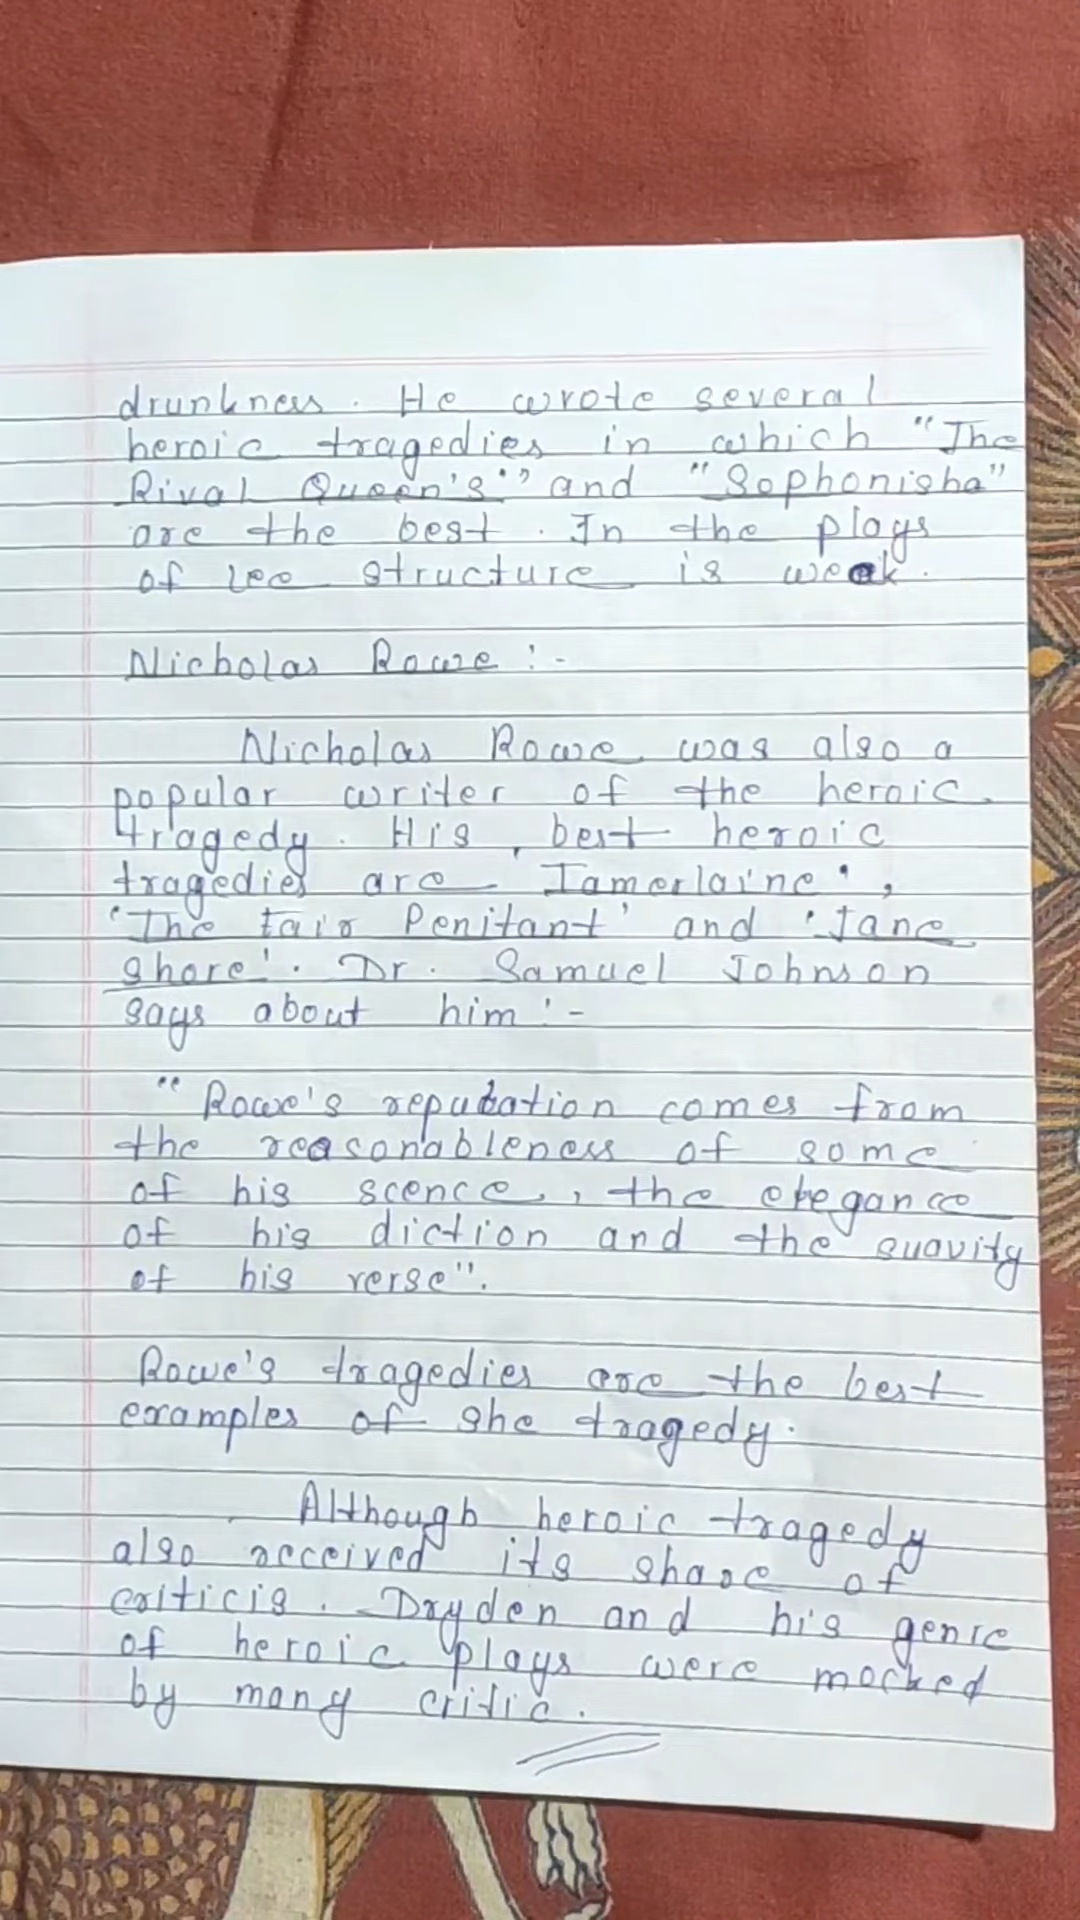 drunkness. He wrote several
heroic tragedies in which "The
Rival Queen's" and "Sophonisha"
are the best. In the plays
of Lee structure is weak.
Nicholas Rowe :-
Nicholas Rowe was also a
popular writer of the heroic
tragedy. His best heroic
tragedies are Tamerlaine',
'The fair Penitant' and 'Jane
Shore'. Dr. Samuel Johnson
says about him :-
"Rowe's reputation comes from
the reasonableness of some
of his scence, the elegance
of his diction and the suavity
of his verse".
Rowe's tragedies are the best
examples of she tragedy.
Although heroic tragedy
also received its share of
criticis. Dryden and his genre
of heroic plays were mocked
by many critic.